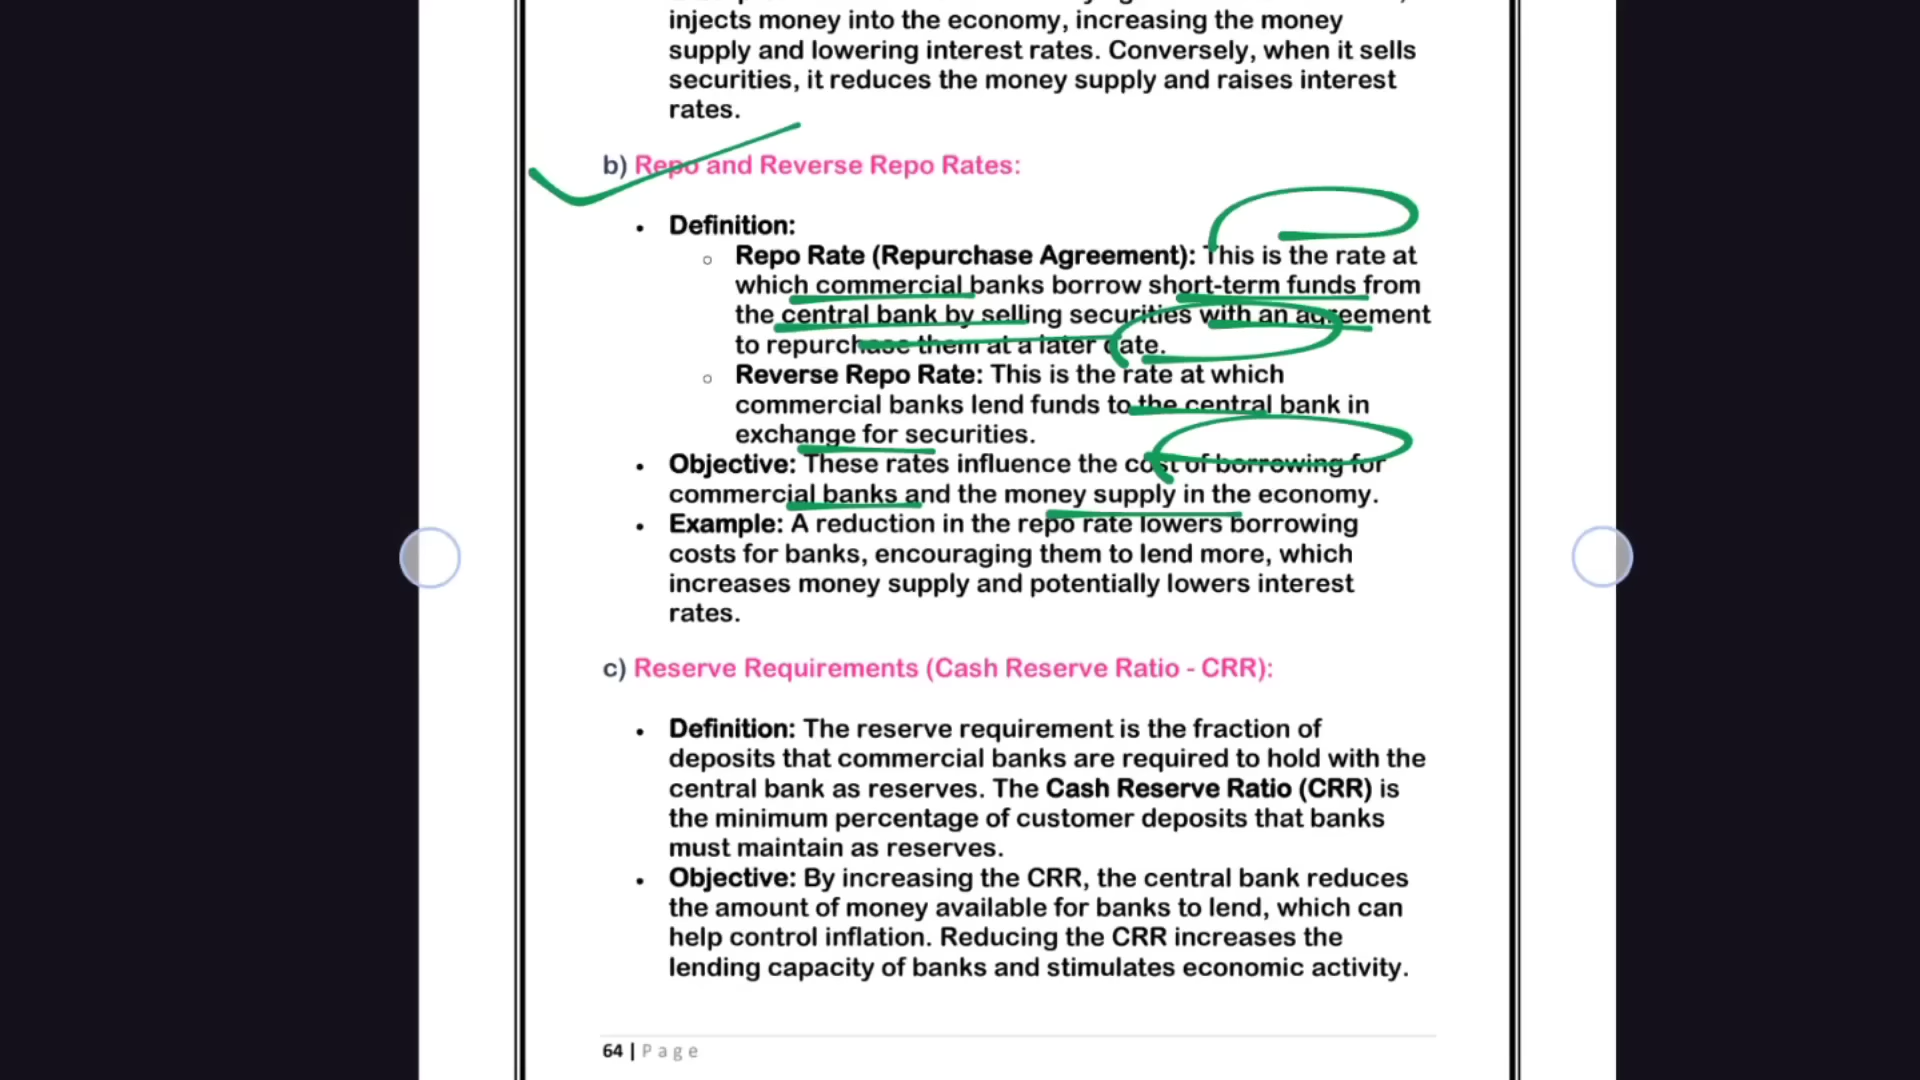 injects money into the economy, increasing the money
supply and lowering interest rates. Conversely, when it sells
securities, it reduces the money supply and raises interest
rates.
b) Repo and Reverse Repo Rates:
• Definition:
○ Repo Rate (Repurchase Agreement): This is the rate at
which commercial banks borrow short-term funds from
the central bank by selling securities with an agreement
to repurchase them at a later date.
○ Reverse Repo Rate: This is the rate at which
commercial banks lend funds to the central bank in
exchange for securities.
• Objective: These rates influence the cost of borrowing for
commercial banks and the money supply in the economy.
• Example: A reduction in the repo rate lowers borrowing
costs for banks, encouraging them to lend more, which
increases money supply and potentially lowers interest
rates.
c) Reserve Requirements (Cash Reserve Ratio - CRR):
• Definition: The reserve requirement is the fraction of
deposits that commercial banks are required to hold with the
central bank as reserves. The Cash Reserve Ratio (CRR) is
the minimum percentage of customer deposits that banks
must maintain as reserves.
• Objective: By increasing the CRR, the central bank reduces
the amount of money available for banks to lend, which can
help control inflation. Reducing the CRR increases the
lending capacity of banks and stimulates economic activity.
64 | Page